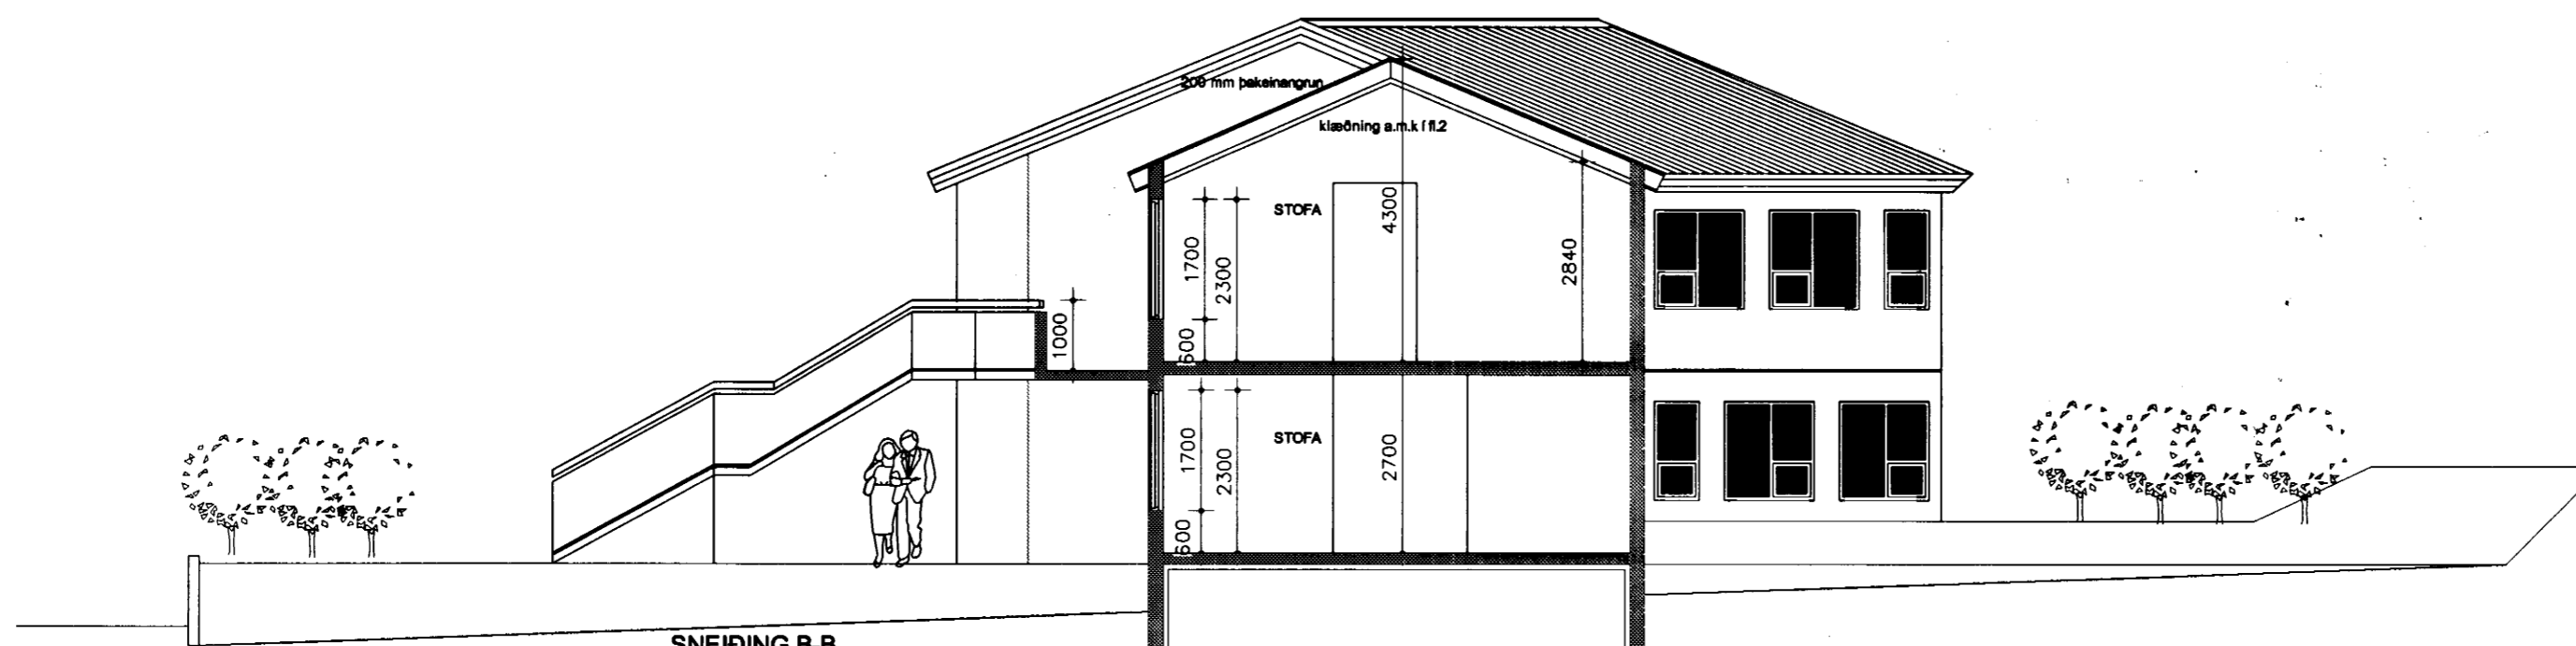 200 mm þakeinangrun
klæðning a.m.k í fl.2
STOFA
4300
1700
2300
2840
600
1000
STOFA
1700
2300
2700
600
SNEIÐING B-B